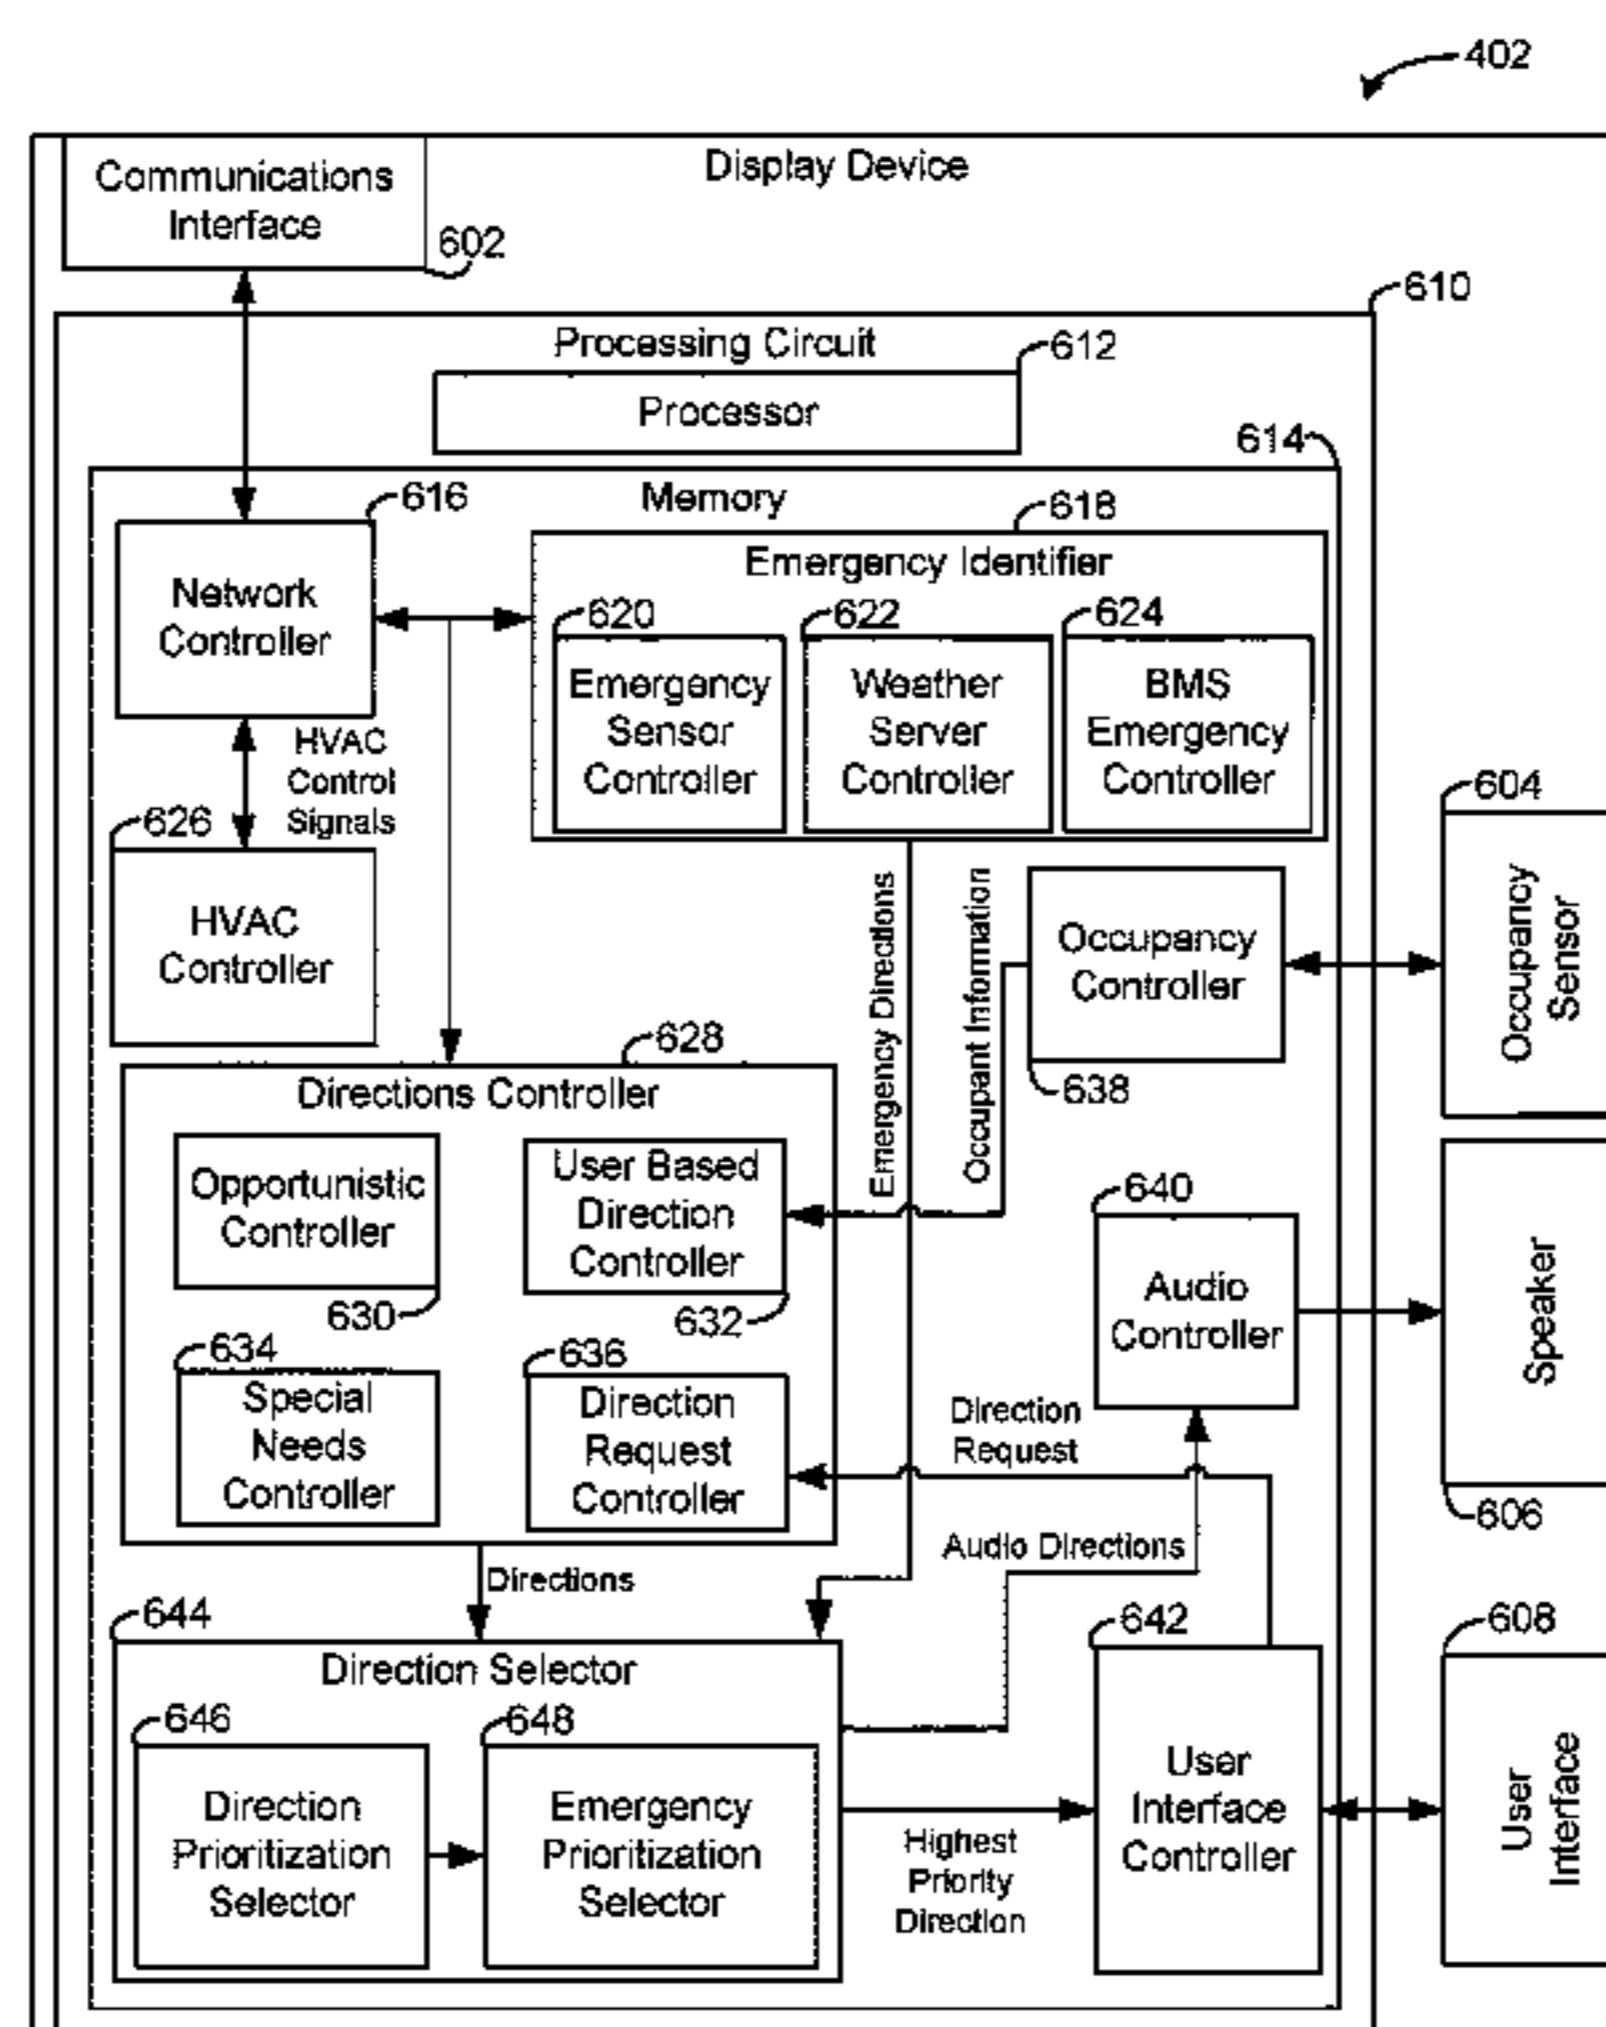 402
Display Device
Communications
Interface
602
610
Processing Circuit
612
Processor
614
Memory
616
618
Network
Controller
Emergency Identifier
620
622
624
Emergency
Sensor
Controller
Weather
Server
Controller
BMS
Emergency
Controller
HVAC
Control
Signals
626
HVAC
Controller
604
Occupancy
Sensor
Emergency Directions
Occupant Information
Occupancy
Controller
638
628
Directions Controller
Opportunistic
Controller
630
User Based
Direction
Controller
632
634
Special
Needs
Controller
636
Direction
Request
Controller
640
Audio
Controller
Speaker
606
Direction
Request
Audio Directions
Directions
644
Direction Selector
646
Direction
Prioritization
Selector
648
Emergency
Prioritization
Selector
Highest
Priority
Direction
642
User
Interface
Controller
608
User
Interface